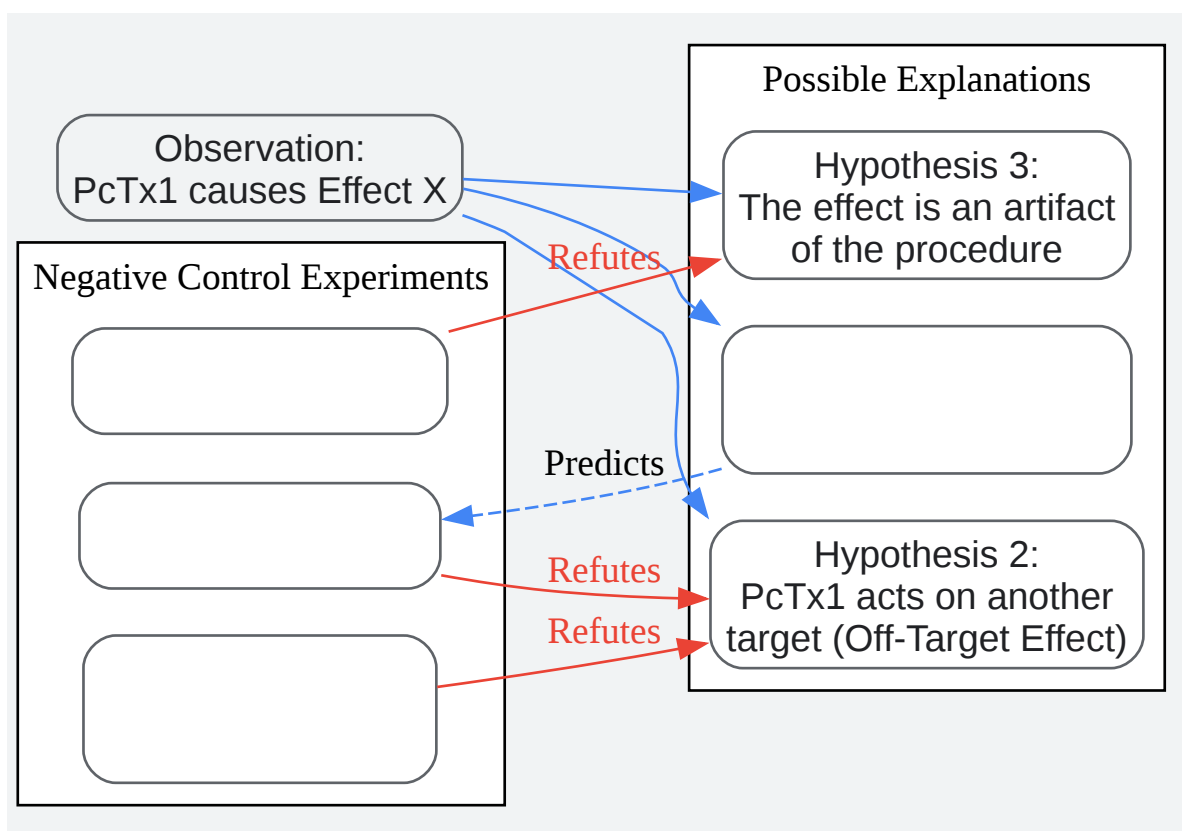 Possible Explanations
Observation:
PcTx1 causes Effect X
Hypothesis 3:
The effect is an artifact
of the procedure
Refutes
Negative Control Experiments
Predicts
Hypothesis 2:
PcTx1 acts on another
target (Off-Target Effect)
Refutes
Refutes